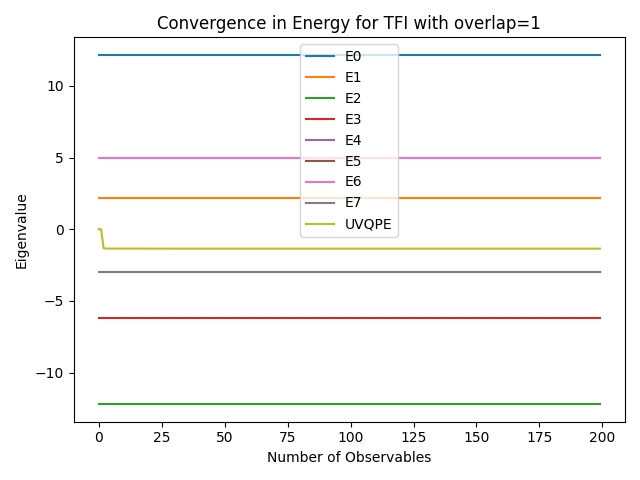 Convergence in Energy for TFI with overlap=1
E0
E1
E2
E3
E4
E5
E6
E7
UVQPE
10
5
0
−5
−10
Eigenvalue
0 25 50 75 100 125 150 175 200
Number of Observables